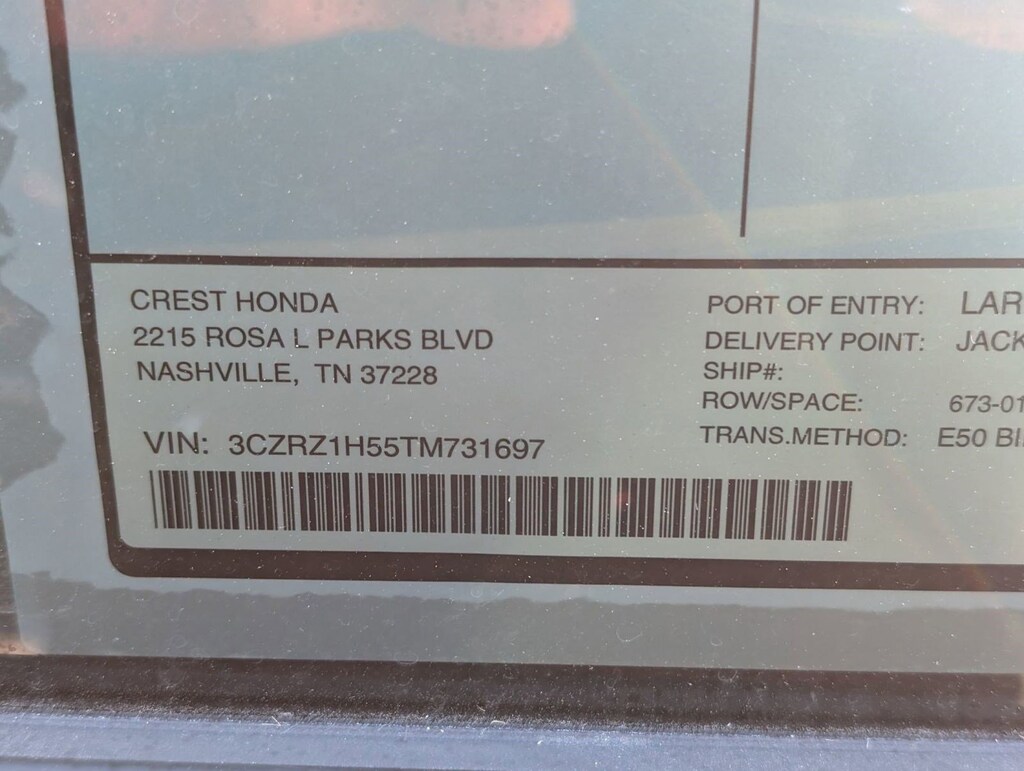 CREST HONDA
2215 ROSA L PARKS BLVD
NASHVILLE, TN 37228
VIN: 3CZRZ1H55TM731697
PORT OF ENTRY: LAR
DELIVERY POINT: JACK
SHIP#:
ROW/SPACE: 673-01
TRANS.METHOD: E50 BI